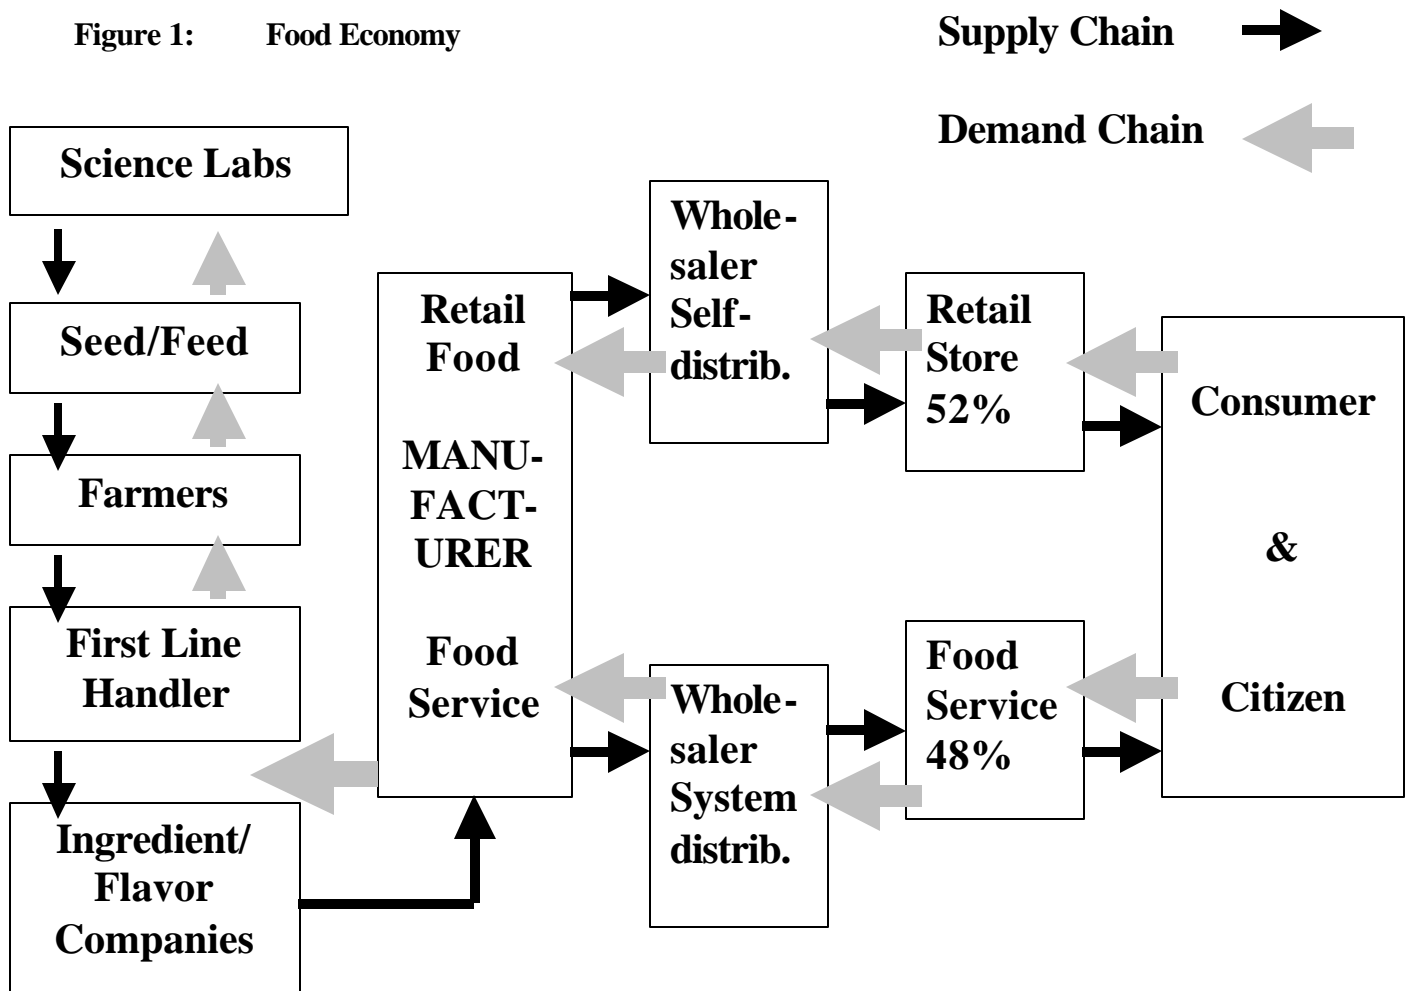 Figure 1: Food Economy
Supply Chain
Demand Chain
Science Labs
Seed/Feed
Farmers
First Line
Handler
Ingredient/
Flavor
Companies
Retail
Food
MANU-
FACT-
URER
Food
Service
Whole-
saler
Self-
distrib.
Whole-
saler
System
distrib.
Retail
Store
52%
Food
Service
48%
Consumer
&
Citizen